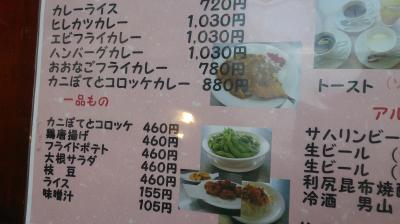 カレーライス 720円
ヒレカツカレー 1,030円
エビフライカレー 1,030円
ハンバーグカレー 1,030円
おおなごフライカレー 780円
カニぽてとコロッケカレー 880円
一品もの
カニぽてとコロッケ 460円
鶏唐揚げ 460円
フライドポテト 460円
大根サラダ 460円
枝豆 460円
ライス 155円
味噌汁 105円
トースト
アル
サハリンビー
生ビール（
生ビール（
利尻昆布焼酎
冷酒 男山